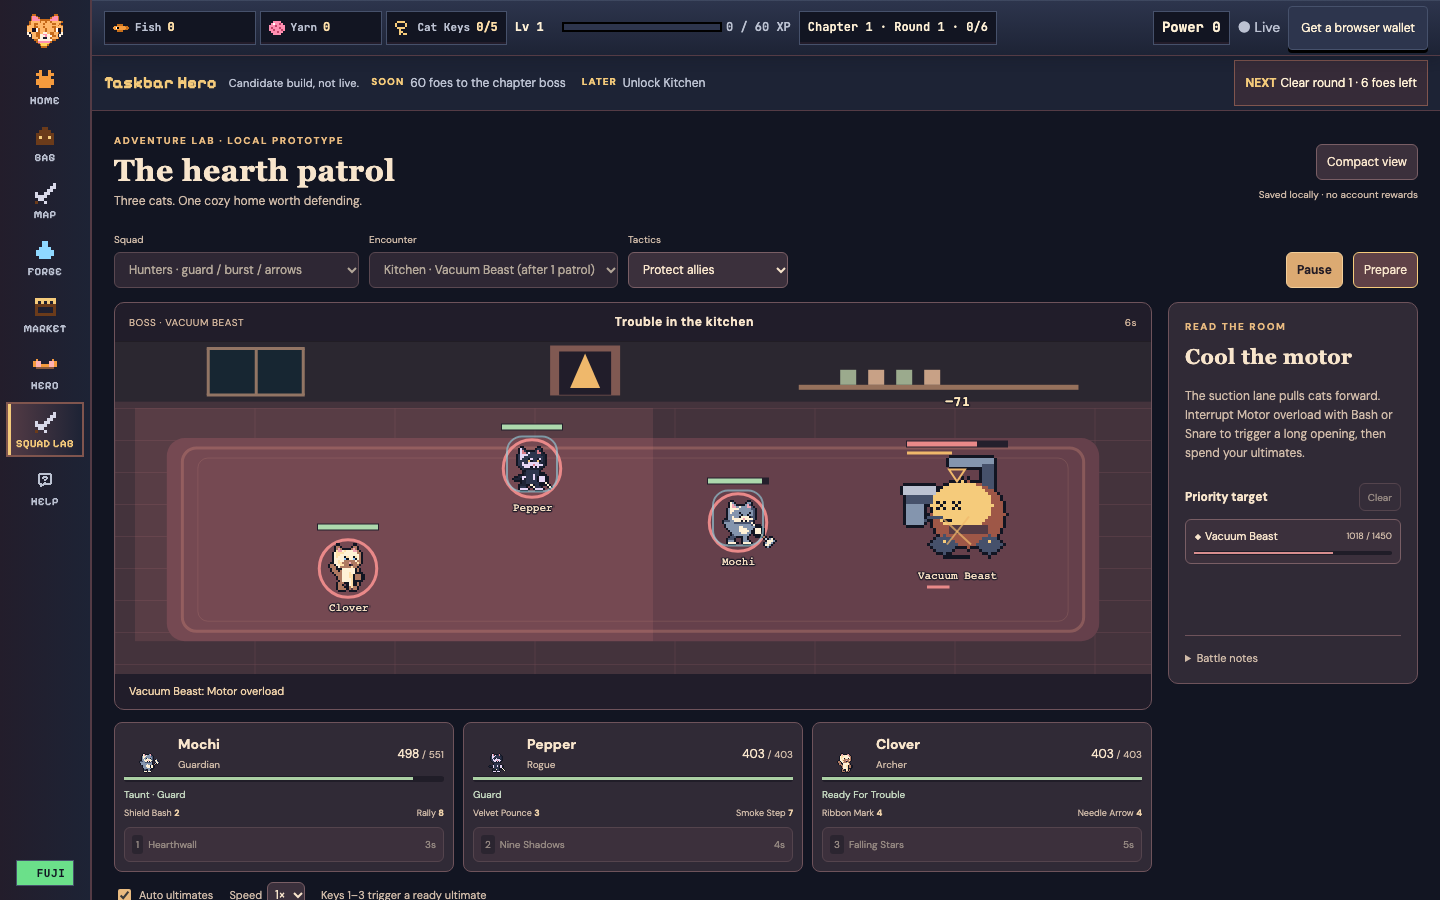 Fish 0
Yarn 0
Cat Keys 0/5
Lv 1
0 / 60 XP
Chapter 1 · Round 1 · 0/6
Power 0
Live
Get a browser wallet
Taskbar Hero
Candidate build, not live.
SOON 60 foes to the chapter boss
LATER Unlock Kitchen
NEXT Clear round 1 · 6 foes left
HOME
BAG
MAP
FORGE
MARKET
HERO
SQUAD LAB
HELP
FUJI
ADVENTURE LAB · LOCAL PROTOTYPE
The hearth patrol
Three cats. One cozy home worth defending.
Compact view
Saved locally · no account rewards
Squad
Hunters · guard / burst / arrows
Encounter
Kitchen · Vacuum Beast (after 1 patrol)
Tactics
Protect allies
Pause
Prepare
BOSS · VACUUM BEAST
Trouble in the kitchen
6s
−71
Pepper
Mochi
Clover
Vacuum Beast
Vacuum Beast: Motor overload
READ THE ROOM
Cool the motor
The suction lane pulls cats forward.
Interrupt Motor overload with Bash or
Snare to trigger a long opening, then
spend your ultimates.
Priority target
Clear
◆ Vacuum Beast
1018 / 1450
▶ Battle notes
Mochi
Guardian
498 / 551
Taunt · Guard
Shield Bash 2
Rally 8
1 Hearthwall 3s
Pepper
Rogue
403 / 403
Guard
Velvet Pounce 3
Smoke Step 7
2 Nine Shadows 4s
Clover
Archer
403 / 403
Ready For Trouble
Ribbon Mark 4
Needle Arrow 4
3 Falling Stars 5s
Auto ultimates
Speed
1×
Keys 1–3 trigger a ready ultimate